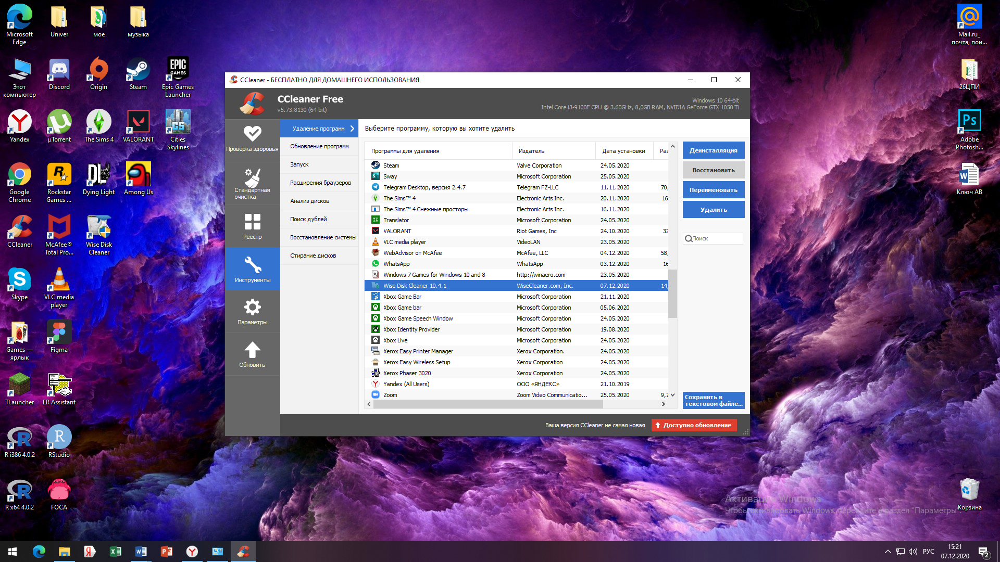 Microsoft Edge
Univer
мое
музыка
Mail.ru_ почта, пои...
Этот компьютер
Discord
Origin
Steam
EPIC GAMES
Epic Games Launcher
26ЦПИ
Yandex
µTorrent
The Sims 4
VALORANT
CS
Cities Skylines
Ps
Adobe Photosh...
Google Chrome
Rockstar Games ...
DL
Dying Light
Among Us
Ключ АВ
CCleaner
McAfee® Total Pro...
Wise Disk Cleaner
Skype
VLC media player
Games — ярлык
Figma
TLauncher
ER Assistant
R i386 4.0.2
RStudio
R x64 4.0.2
FOCA
Корзина
CCleaner - БЕСПЛАТНО ДЛЯ ДОМАШНЕГО ИСПОЛЬЗОВАНИЯ
CCleaner Free
v5.73.8130 (64-bit)
Windows 10 64-bit
Intel Core i3-9100F CPU @ 3.60GHz, 8,0GB RAM, NVIDIA GeForce GTX 1050 Ti
Проверка здоровья
Стандартная очистка
Реестр
Инструменты
Параметры
Обновить
Удаление программ
Обновление программ
Запуск
Расширения браузеров
Анализ дисков
Поиск дублей
Восстановление системы
Стирание дисков
Выберите программу, которую вы хотите удалить
Программы для удаления Издатель Дата установки Раз
Steam Valve Corporation 24.05.2020
Sway Microsoft Corporation 25.05.2020
Telegram Desktop, версия 2.4.7 Telegram FZ-LLC 11.11.2020 70,
The Sims™ 4 Electronic Arts Inc. 20.11.2020 16
The Sims™ 4 Снежные просторы Electronic Arts Inc. 16.11.2020
Translator Microsoft Corporation 24.05.2020
VALORANT Riot Games, Inc 24.10.2020 32
VLC media player VideoLAN 23.05.2020
WebAdvisor от McAfee McAfee, LLC 04.12.2020 58,
WhatsApp WhatsApp 03.12.2020 16
Windows 7 Games for Windows 10 and 8 http://winaero.com 23.05.2020
Wise Disk Cleaner 10.4.1 WiseCleaner.com, Inc. 07.12.2020 14,
Xbox Game Bar Microsoft Corporation 21.11.2020
Xbox Game bar Microsoft Corporation 05.06.2020
Xbox Game Speech Window Microsoft Corporation 24.05.2020
Xbox Identity Provider Microsoft Corporation 19.08.2020
Xbox Live Microsoft Corporation 24.05.2020
Xerox Easy Printer Manager Xerox Corporation. 24.05.2020
Xerox Easy Wireless Setup Xerox Corporation 24.05.2020
Xerox Phaser 3020 Xerox Corporation 24.05.2020
Yandex (All Users) ООО «ЯНДЕКС» 21.10.2019
Zoom Zoom Video Communicatio... 25.05.2020 9,7
Деинсталляция
Восстановить
Переименовать
Удалить
Поиск
Сохранить в текстовом файле...
Ваша версия CCleaner не самая новая
Доступно обновление
Активация Windows
Чтобы активировать Windows, перейдите в раздел "Параметры".
РУС
15:21
07.12.2020
2